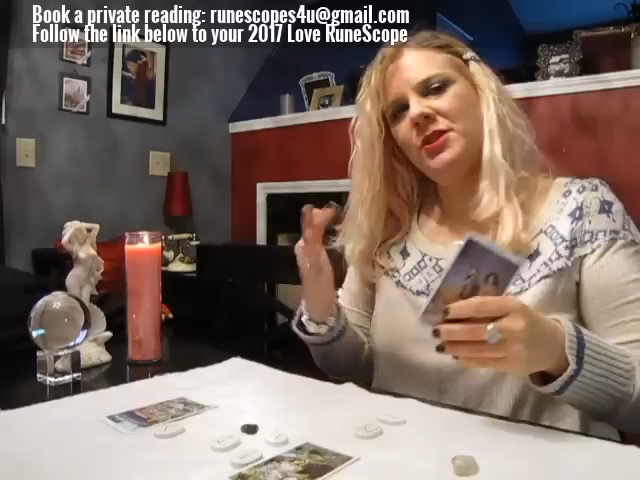 Book a private reading: runescopes4u@gmail.com
Follow the link below to your 2017 Love RuneScope